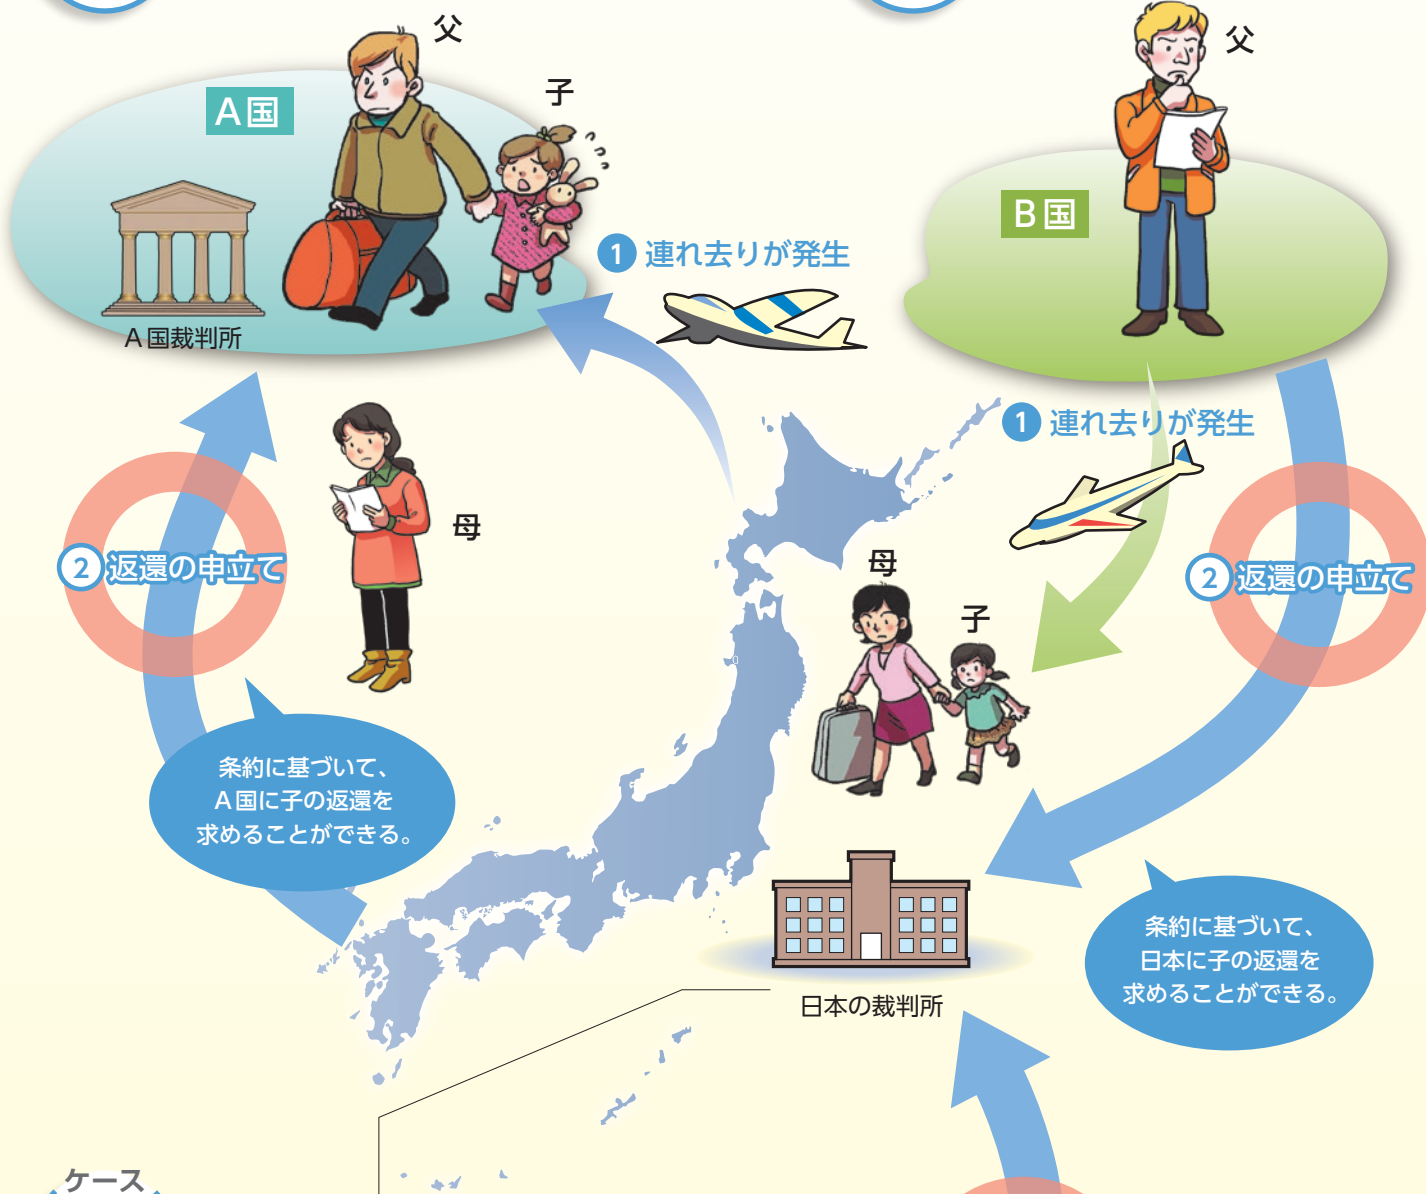 父
子
A国
A国裁判所
1 連れ去りが発生
父
B国
1 連れ去りが発生
母
2 返還の申立て
条約に基づいて、
A国に子の返還を
求めることができる。
母
子
2 返還の申立て
日本の裁判所
条約に基づいて、
日本に子の返還を
求めることができる。
ケース